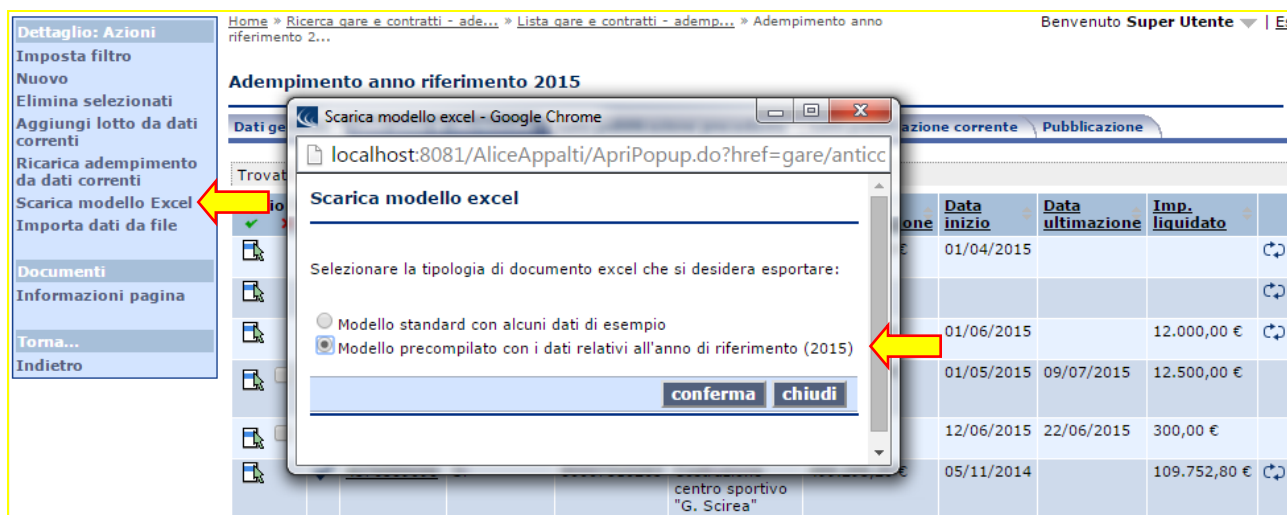 Home » Ricerca gare e contratti - ade... » Lista gare e contratti - ademp... » Adempimento anno
riferimento 2...
Benvenuto Super Utente | Es
Dettaglio: Azioni
Imposta filtro
Nuovo
Elimina selezionati
Aggiungi lotto da dati
correnti
Ricarica adempimento
da dati correnti
Scarica modello Excel
Importa dati da file
Documenti
Informazioni pagina
Torna...
Indietro
Adempimento anno riferimento 2015
Dati ge
azione corrente
Pubblicazione
Trovat
Scarica modello excel - Google Chrome
localhost:8081/AliceAppalti/ApriPopup.do?href=gare/anticc
Scarica modello excel
Selezionare la tipologia di documento excel che si desidera esportare:
Modello standard con alcuni dati di esempio
Modello precompilato con i dati relativi all'anno di riferimento (2015)
conferma chiudi
io
one
Data
inizio
Data
ultimazione
Imp.
liquidato
€ 01/04/2015
01/06/2015 12.000,00 €
01/05/2015 09/07/2015 12.500,00 €
12/06/2015 22/06/2015 300,00 €
05/11/2014 109.752,80 €
centro sportivo
"G. Scirea"